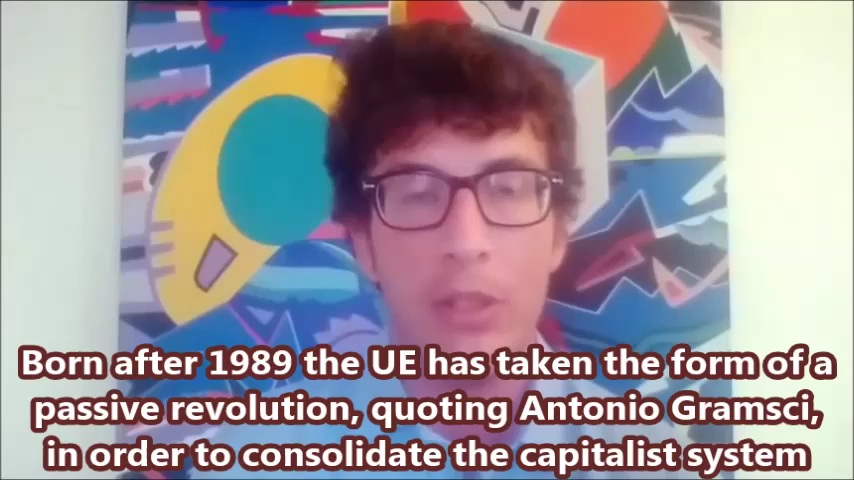 Born after 1989 the UE has taken the form of a
passive revolution, quoting Antonio Gramsci,
in order to consolidate the capitalist system